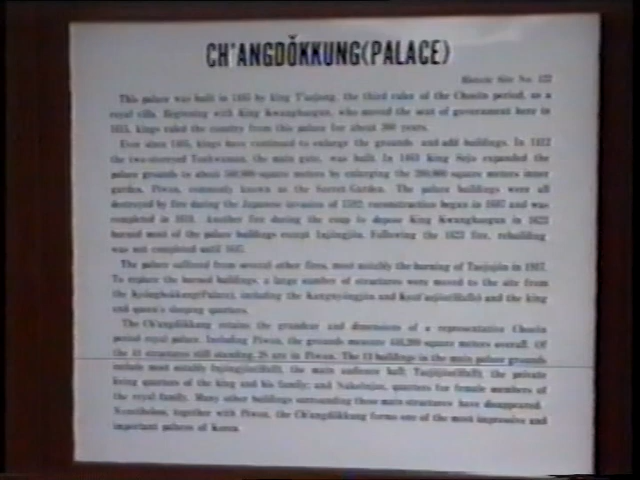 CH'ANGDŎKKUNG(PALACE)
Historic Site No. 122
This palace was built in 1405 by King T'aejong, the third ruler of the Chosŏn period, as a
royal villa. Beginning with King Kwanghaegun, who moved the seat of government here in
1615, kings ruled the country from this palace for about 300 years.
Ever since 1405, kings have continued to enlarge the grounds and add buildings. In 1412
the two-storeyed Tonhwamun, the main gate, was built. In 1463 King Sejo expanded the
palace grounds to about square meters by enlarging the square meters inner
garden, Piwon, commonly known as the Secret Garden. The palace buildings were all
destroyed by fire during the Japanese invasion of 1592; reconstruction began in 1607 and was
completed in Another fire during the coup to depose King Kwanghaegun in 1623
burned most of the palace buildings except Injŏngjŏn. Following the 1623 fire, rebuilding
was not completed until 1647.
The palace suffered from several other fires, most notably the burning of Taejojŏn in 1917.
To replace the burned buildings, a large number of structures were moved to the site from
the Kyŏngbokkung(Palace), including the Kangnyŏngjŏn and and the king
and queen's sleeping quarters.
The Ch'angdŏkkung retains the grandeur and dimensions of a representative Chosŏn
period royal palace. Including Piwon, the grounds measure square meters overall. Of
the 41 structures still standing, 28 are in Piwon. The 13 buildings in the main palace grounds
include most notably Injŏngjŏn(Hall), the main audience hall; Taejojŏn(Hall), the private
living quarters of the king and his family; and Naksŏnjae, quarters for female members of
the royal family. Many other buildings surrounding these main structures have disappeared.
Nonetheless, together with Piwon, the Ch'angdŏkkung forms one of the most impressive and
important palaces of Korea.